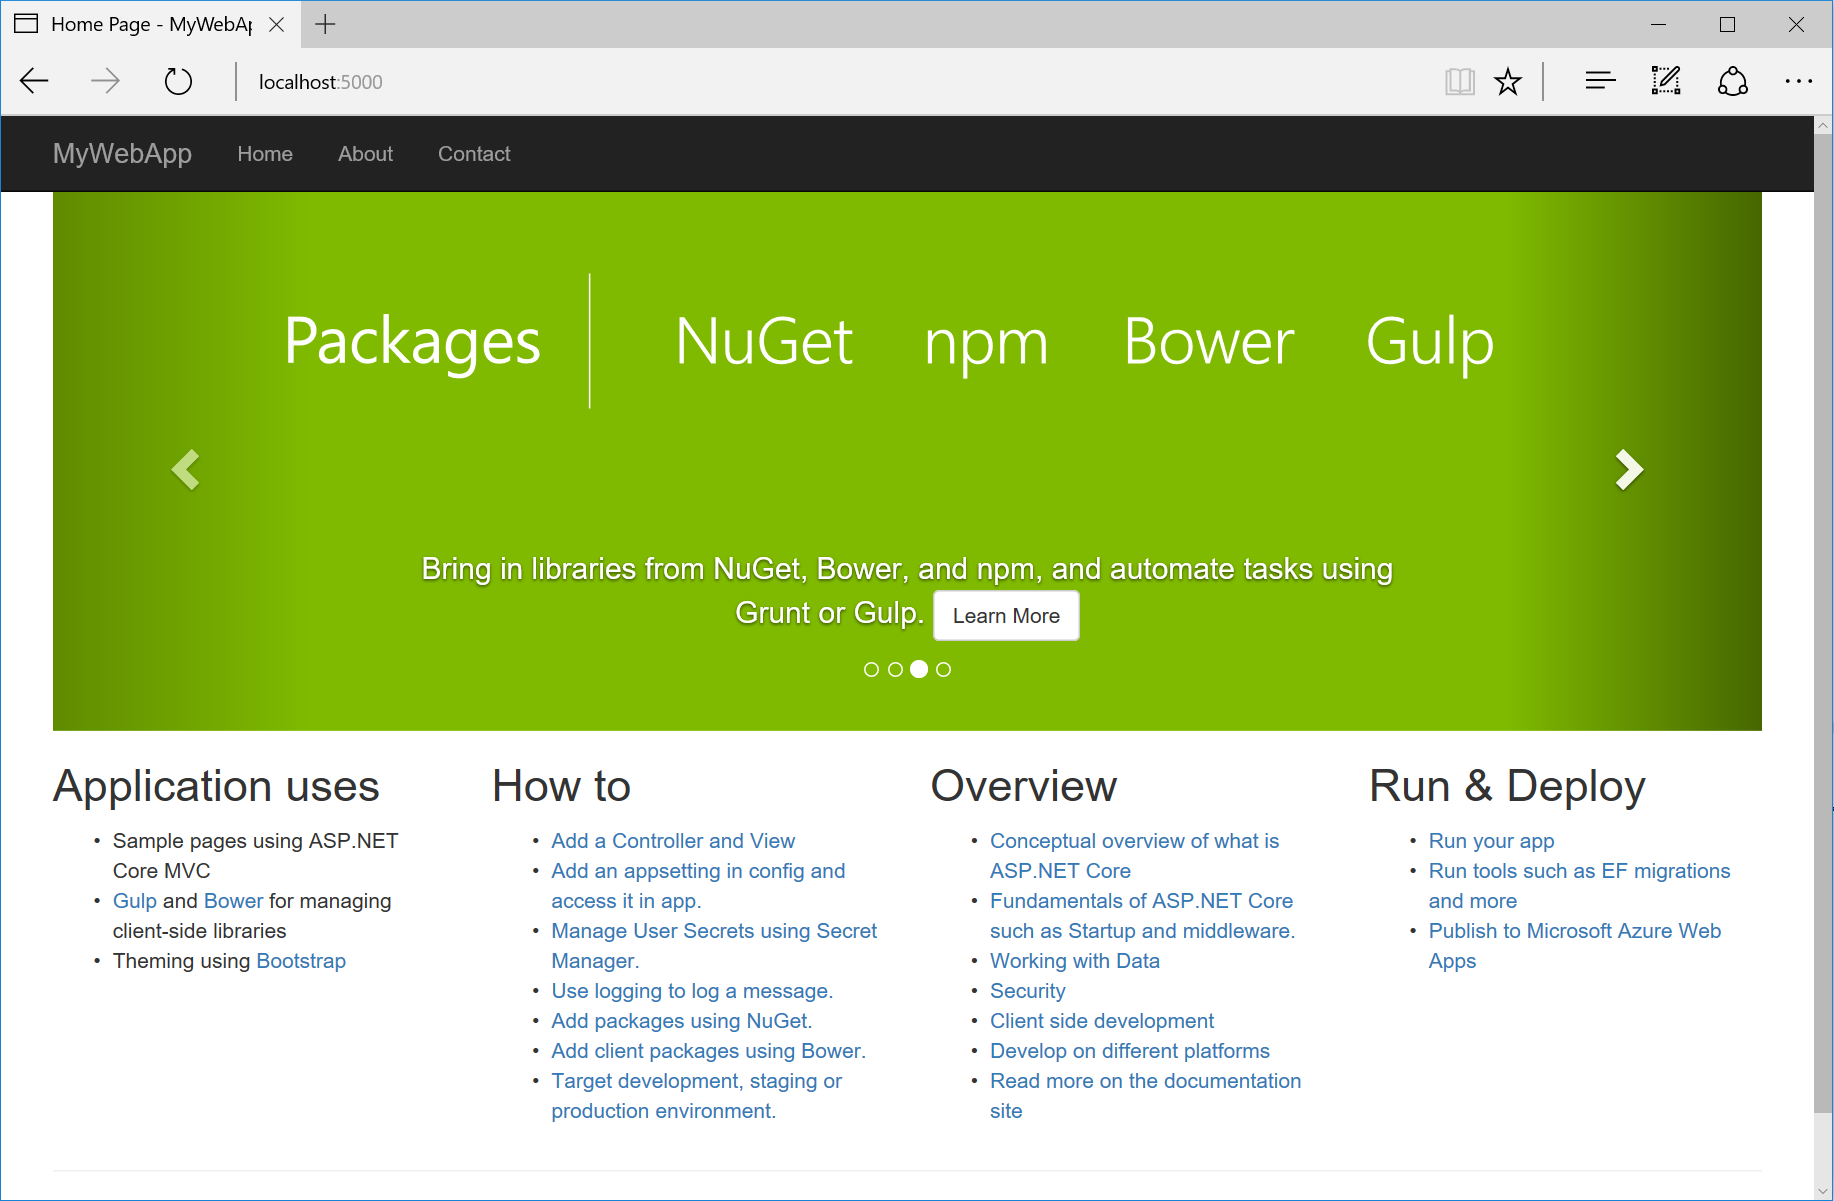 Home Page - MyWebAp
localhost:5000
MyWebApp Home About Contact
Packages NuGet npm Bower Gulp
Bring in libraries from NuGet, Bower, and npm, and automate tasks using
Grunt or Gulp. Learn More
Application uses
• Sample pages using ASP.NET
Core MVC
• Gulp and Bower for managing
client-side libraries
• Theming using Bootstrap
How to
• Add a Controller and View
• Add an appsetting in config and
access it in app.
• Manage User Secrets using Secret
Manager.
• Use logging to log a message.
• Add packages using NuGet.
• Add client packages using Bower.
• Target development, staging or
production environment.
Overview
• Conceptual overview of what is
ASP.NET Core
• Fundamentals of ASP.NET Core
such as Startup and middleware.
• Working with Data
• Security
• Client side development
• Develop on different platforms
• Read more on the documentation
site
Run & Deploy
• Run your app
• Run tools such as EF migrations
and more
• Publish to Microsoft Azure Web
Apps